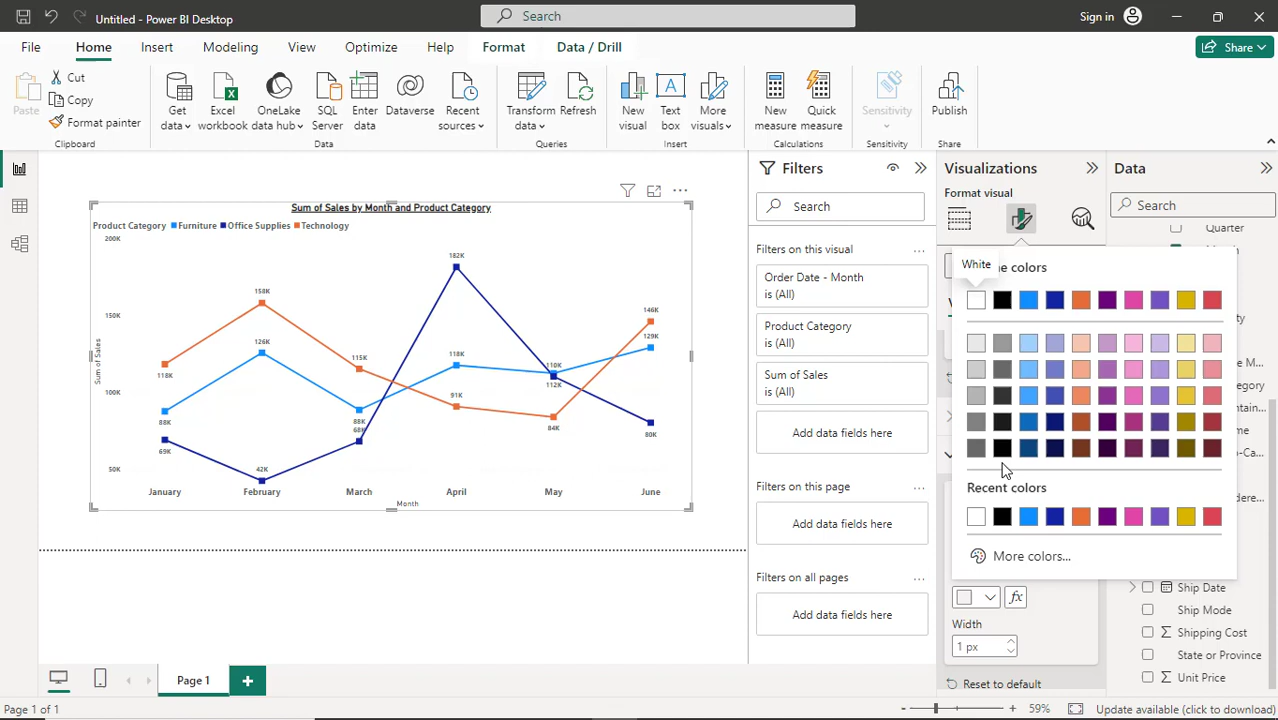 Untitled - Power BI Desktop
Search
Sign in
File Home Insert Modeling View Optimize Help Format Data / Drill
Share
Paste
Cut
Copy
Format painter
Get data
Excel workbook
OneLake data hub
SQL Server
Enter data
Dataverse
Recent sources
Transform data
Refresh
New visual
Text box
More visuals
New measure
Quick measure
Sensitivity
Publish
Clipboard
Data
Queries
Insert
Calculations
Sensitivity
Share
Filters
Search
Filters on this visual
Order Date - Month
is (All)
Product Category
is (All)
Sum of Sales
is (All)
Add data fields here
Filters on this page
Add data fields here
Filters on all pages
Add data fields here
Visualizations
Format visual
White
me colors
Recent colors
More colors...
fx
Width
1 px
Reset to default
Data
Search
Quarter
Ship Date
Ship Mode
Shipping Cost
State or Province
Unit Price
Sum of Sales by Month and Product Category
Product Category Furniture Office Supplies Technology
200K
150K
100K
50K
Sum of Sales
182K
158K
146K
126K
129K
115K
118K
110K
118K
112K
91K
88K
88K
84K
80K
68K
69K
42K
January February March April May June
Month
Page 1
Page 1 of 1
59%
Update available (click to download)